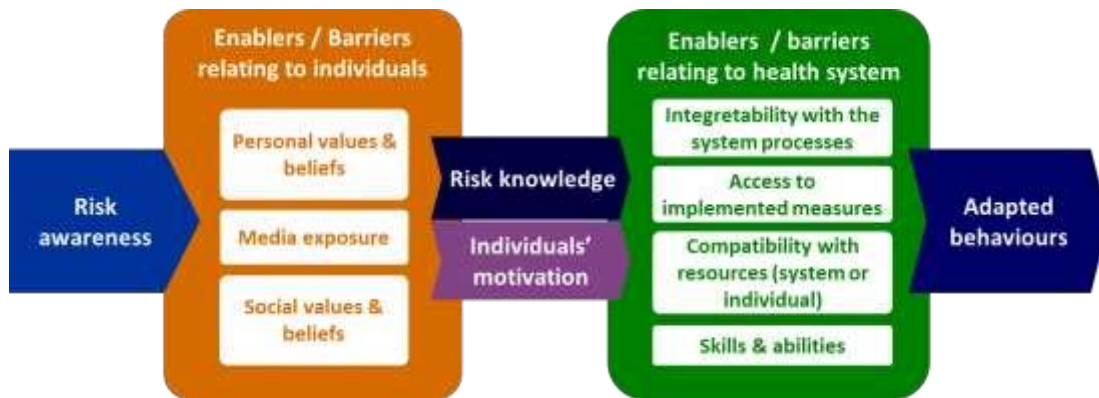 Risk
awareness
Enablers / Barriers
relating to individuals
Personal values &
beliefs
Media exposure
Social values &
beliefs
Risk knowledge
Individuals'
motivation
Enablers / barriers
relating to health system
Integretability with the
system processes
Access to
implemented measures
Compatibility with
resources (system or
individual)
Skills & abilities
Adapted
behaviours